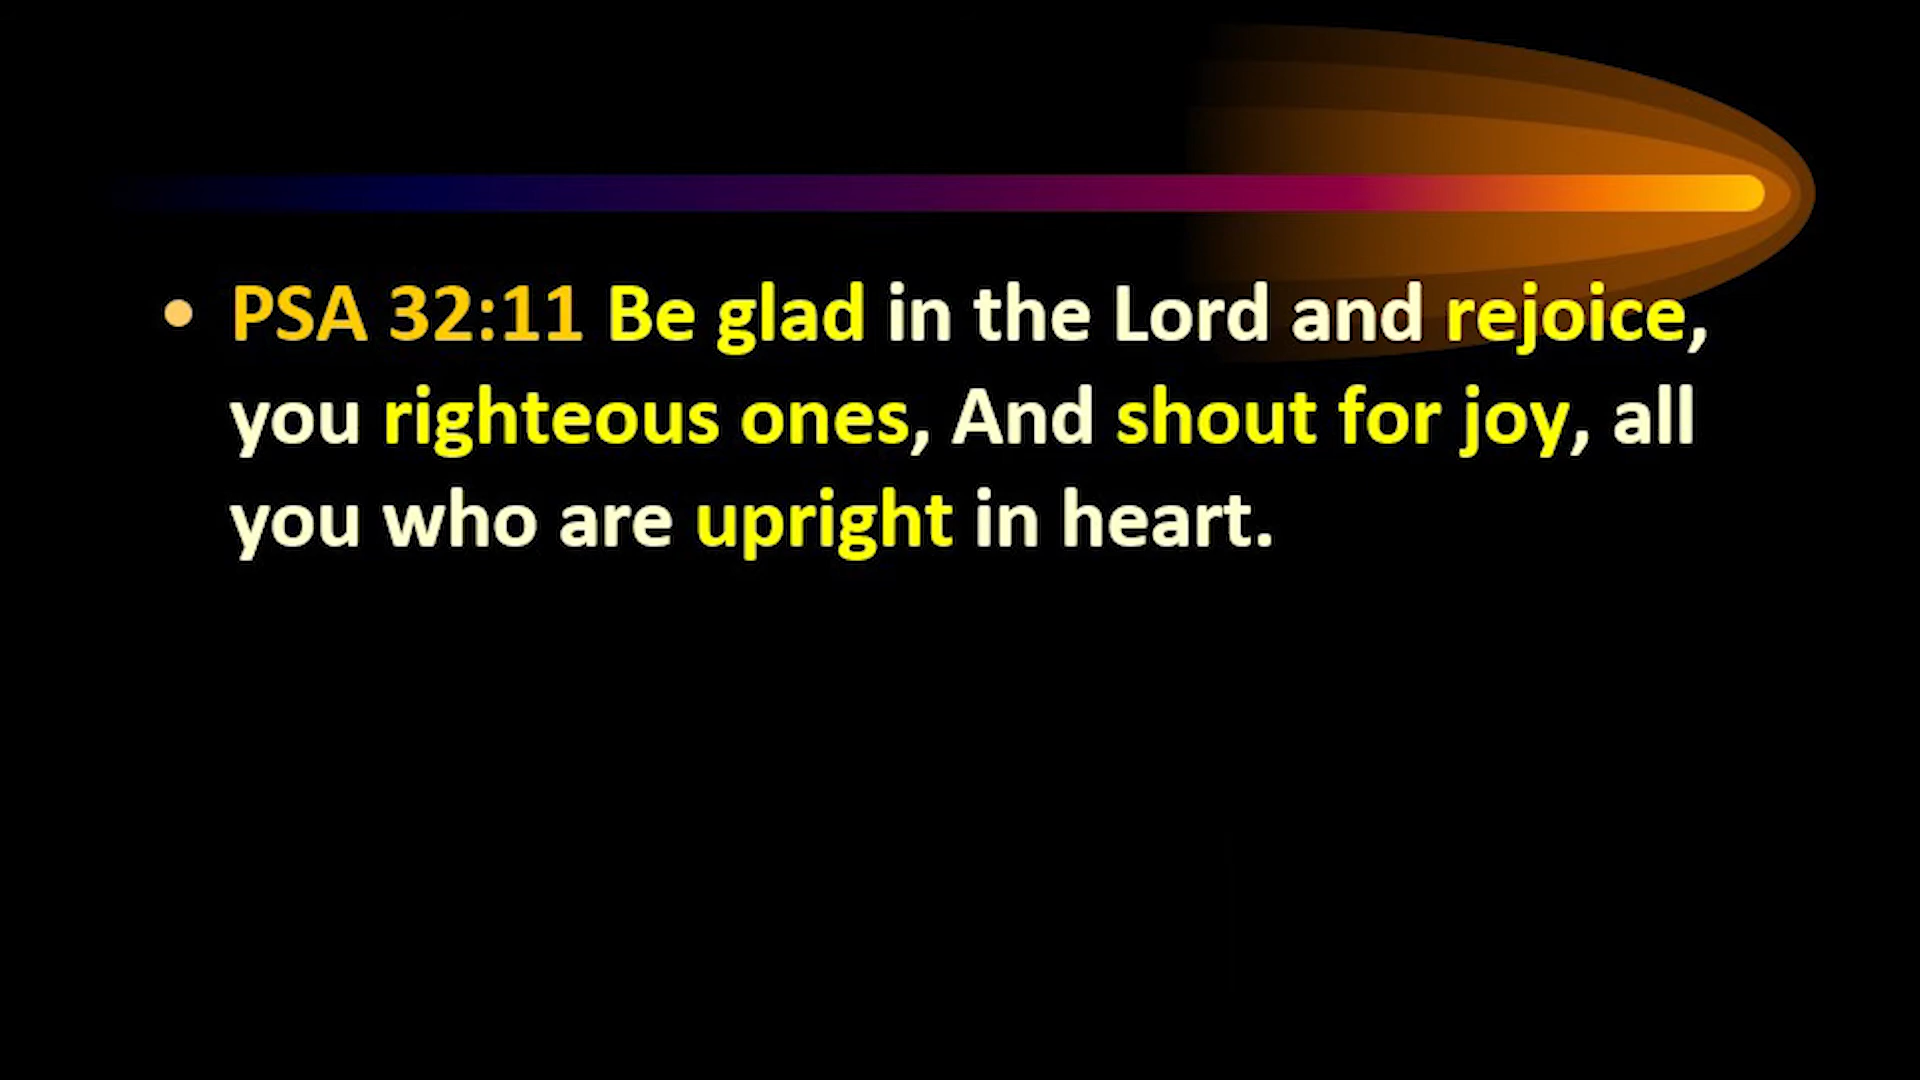 • PSA 32:11 Be glad in the Lord and rejoice,
you righteous ones, And shout for joy, all
you who are upright in heart.